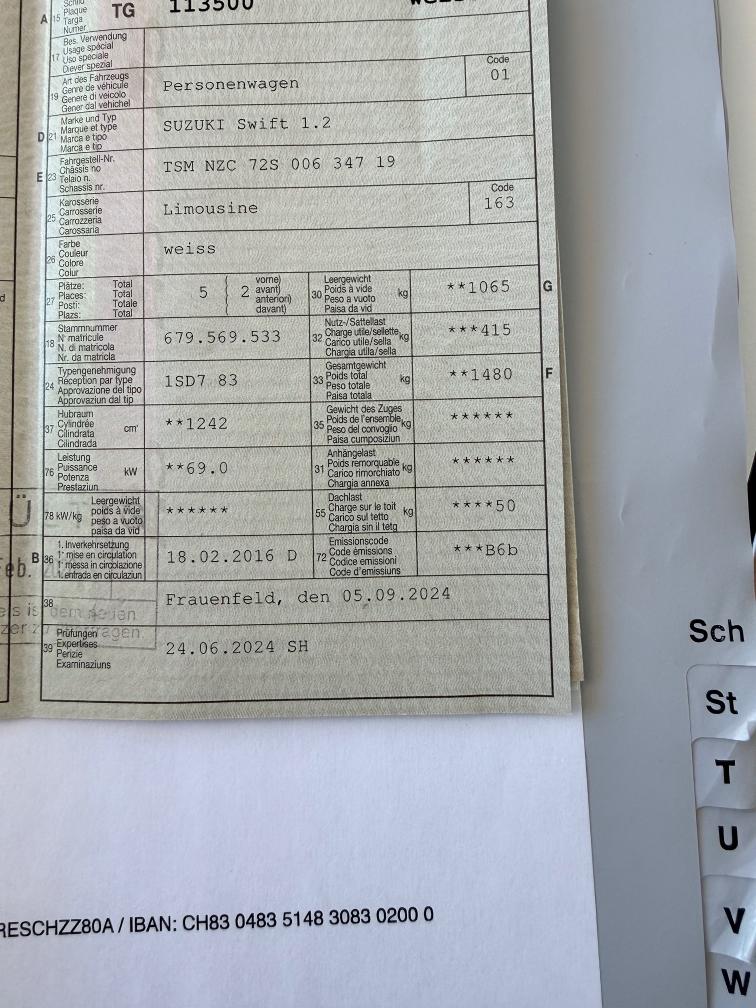 A 15 Schild
Plaque
Targa
Numer
TG 113500
17 Bes. Verwendung
Usage spécial
Uso speciale
Diever spezial
19 Art des Fahrzeugs
Genre de véhicule
Genere di veicolo
Gener dal vehichel
Personenwagen
Code
01
D 21 Marke und Typ
Marque et type
Marca e tipo
Marca e tip
SUZUKI Swift 1.2
E 23 Fahrgestell-Nr.
Châssis no
Telaio n.
Schassis nr.
TSM NZC 72S 006 347 19
25 Karosserie
Carrosserie
Carrozzeria
Carossaria
Limousine
Code
163
26 Farbe
Couleur
Colore
Colur
weiss
27 Plätze: Total
Places: Total
Posti: Totale
Plazs: Total
5 ( 2 vorne)
avant)
anteriori)
davant)
30 Leergewicht
Poids à vide
Peso a vuoto
Paisa da vid
kg
**1065
G
18 Stammnummer
N° matricule
N. di matricola
Nr. da matricla
679.569.533
32 Nutz-/Sattellast
Charge utile/sellette
Carico utile/sella
Chargia utila/sella
kg
***415
24 Typengenehmigung
Réception par type
Approvazione del tipo
Approvaziun dal tip
1SD7 83
33 Gesamtgewicht
Poids total
Peso totale
Paisa totala
kg
**1480
F
37 Hubraum
Cylindrée
Cilindrata
Cilindrada
cm³
**1242
35 Gewicht des Zuges
Poids de l'ensemble
Peso del convoglio
Paisa cumposiziun
kg
******
76 Leistung
Puissance
Potenza
Prestaziun
kW
**69.0
31 Anhängelast
Poids remorquable
Carico rimorchiato
Chargia annexa
kg
******
78 kW/kg Leergewicht
poids à vide
peso a vuoto
paisa da vid
******
55 Dachlast
Charge sur le toit
Carico sul tetto
Chargia sin il tetg
kg
****50
B 36 1. Inverkehrsetzung
1re mise en circulation
1a messa in circolazione
1. entrada en circulaziun
18.02.2016 D
72 Emissionscode
Code émissions
Codice emissioni
Code d'emissiuns
***B6b
38 Frauenfeld, den 05.09.2024
39 Prüfungen
Expertises
Perizie
Examinaziuns
24.06.2024 SH
Ü
eb.
is dem neuen
RESCHZZ80A / IBAN: CH83 0483 5148 3083 0200 0
Sch
St
T
U
V
W